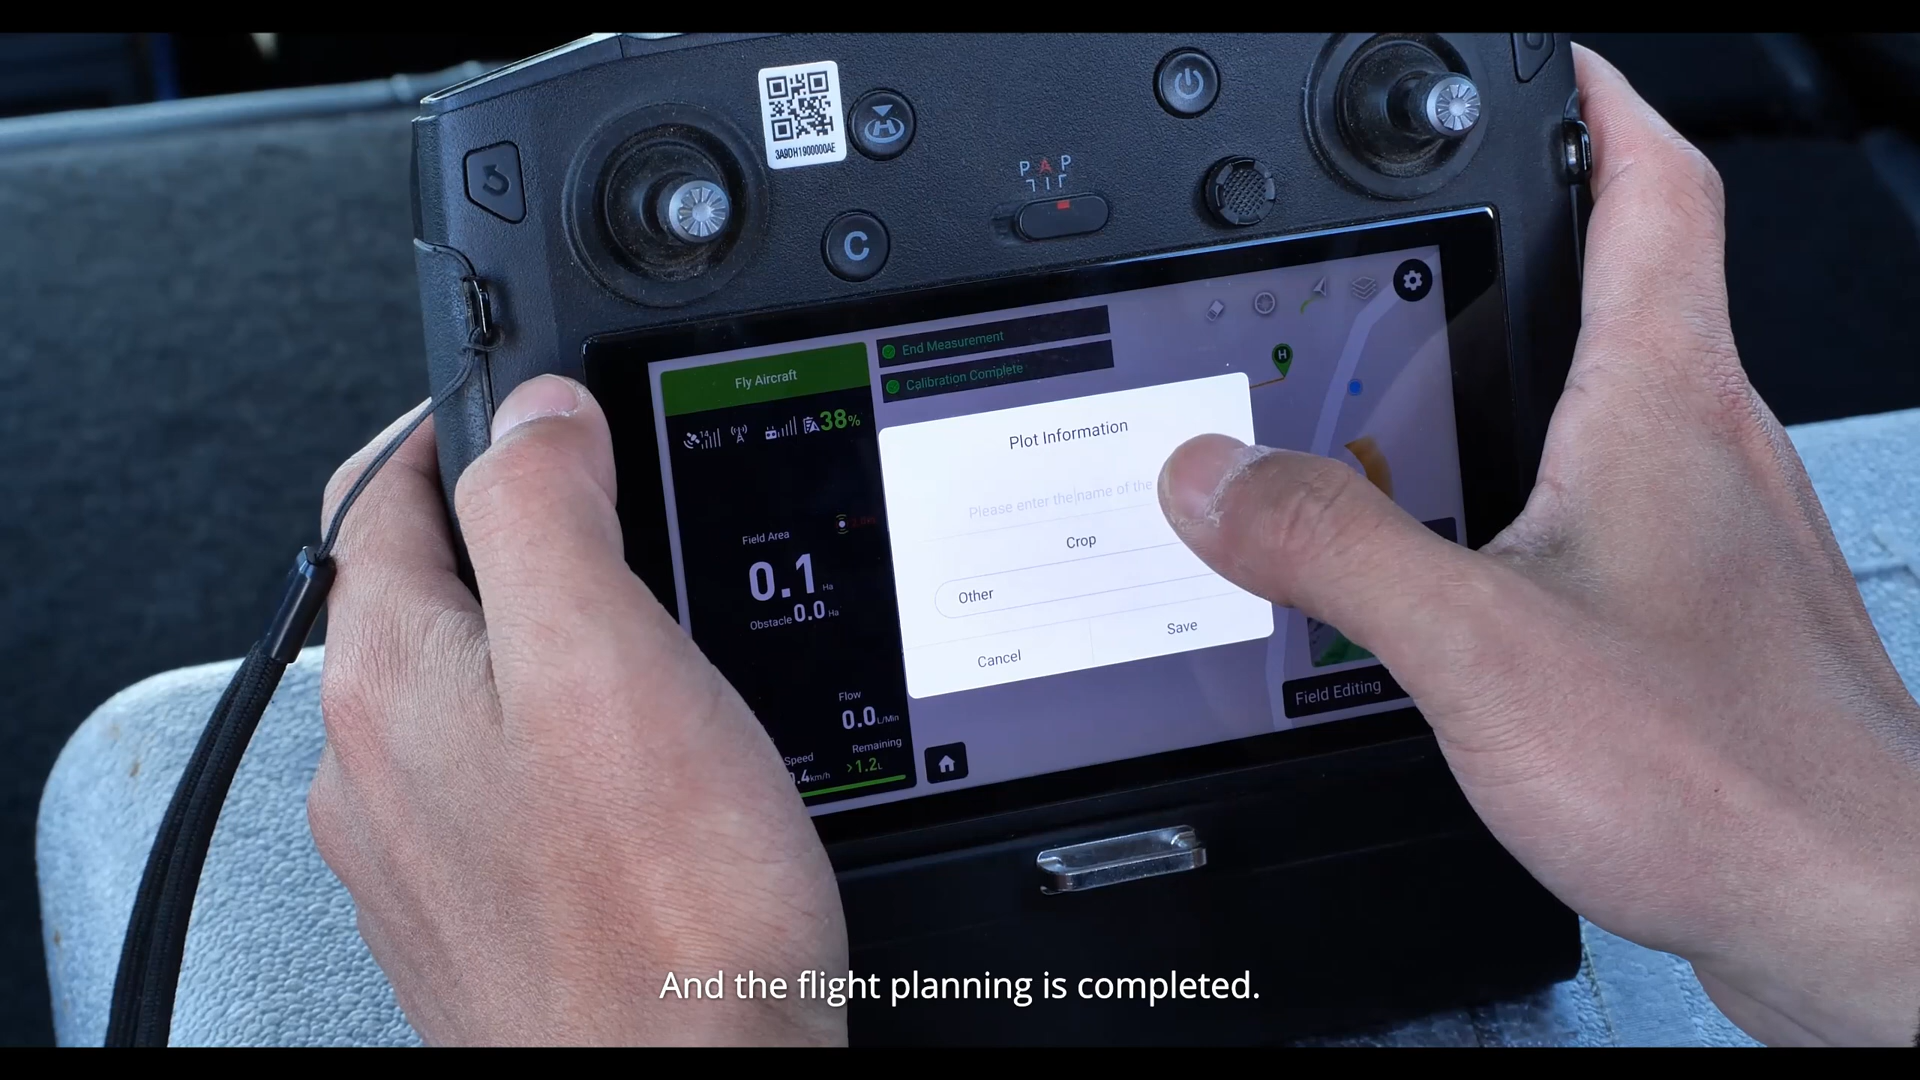 3A9DH1900000AE
C
P A P
End Measurement
Calibration Complete
Fly Aircraft
14
38%
Plot Information
Please enter the name of the
Field Area
0.1 Ha
Obstacle 0.0 Ha
Crop
Other
Cancel
Save
Flow
0.0 L/Min
Speed
.4 km/h
Remaining
>1.2L
H
Field Editing
And the flight planning is completed.